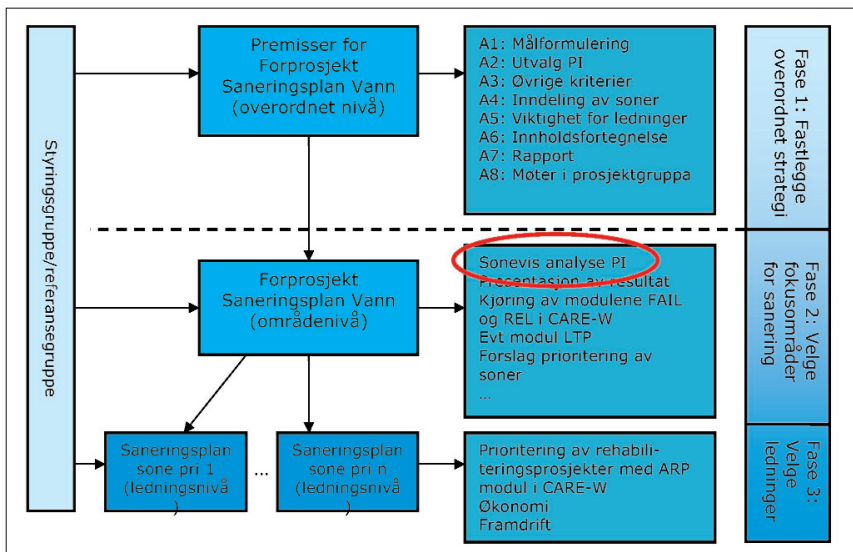 Styringsgruppe/referansegruppe
Premisser for
Forprosjekt
Saneringsplan Vann
(overordnet nivå)
A1: Målformulering
A2: Utvalg PI
A3: Øvrige kriterier
A4: Inndeling av soner
A5: Viktighet for ledninger
A6: Innholdsfortegnelse
A7: Rapport
A8: Møter i prosjektgruppa
Fase 1: Fastlegge
overordnet strategi
Forprosjekt
Saneringsplan Vann
(områdenivå)
Sonevis analyse PI
Presentasjon av resultat
Kjøring av modulene FAIL
og REL i CARE-W
Evt modul LTP
Forslag prioritering av
soner
...
Fase 2: Velge
fokusområder
for sanering
Saneringsplan
sone pri 1
(ledningsnivå
)
...
Saneringsplan
sone pri n
(ledningsnivå
)
Prioritering av rehabili-
teringsprosjekter med ARP
modul i CARE-W
Økonomi
Framdrift
Fase 3:
Velge
ledninger